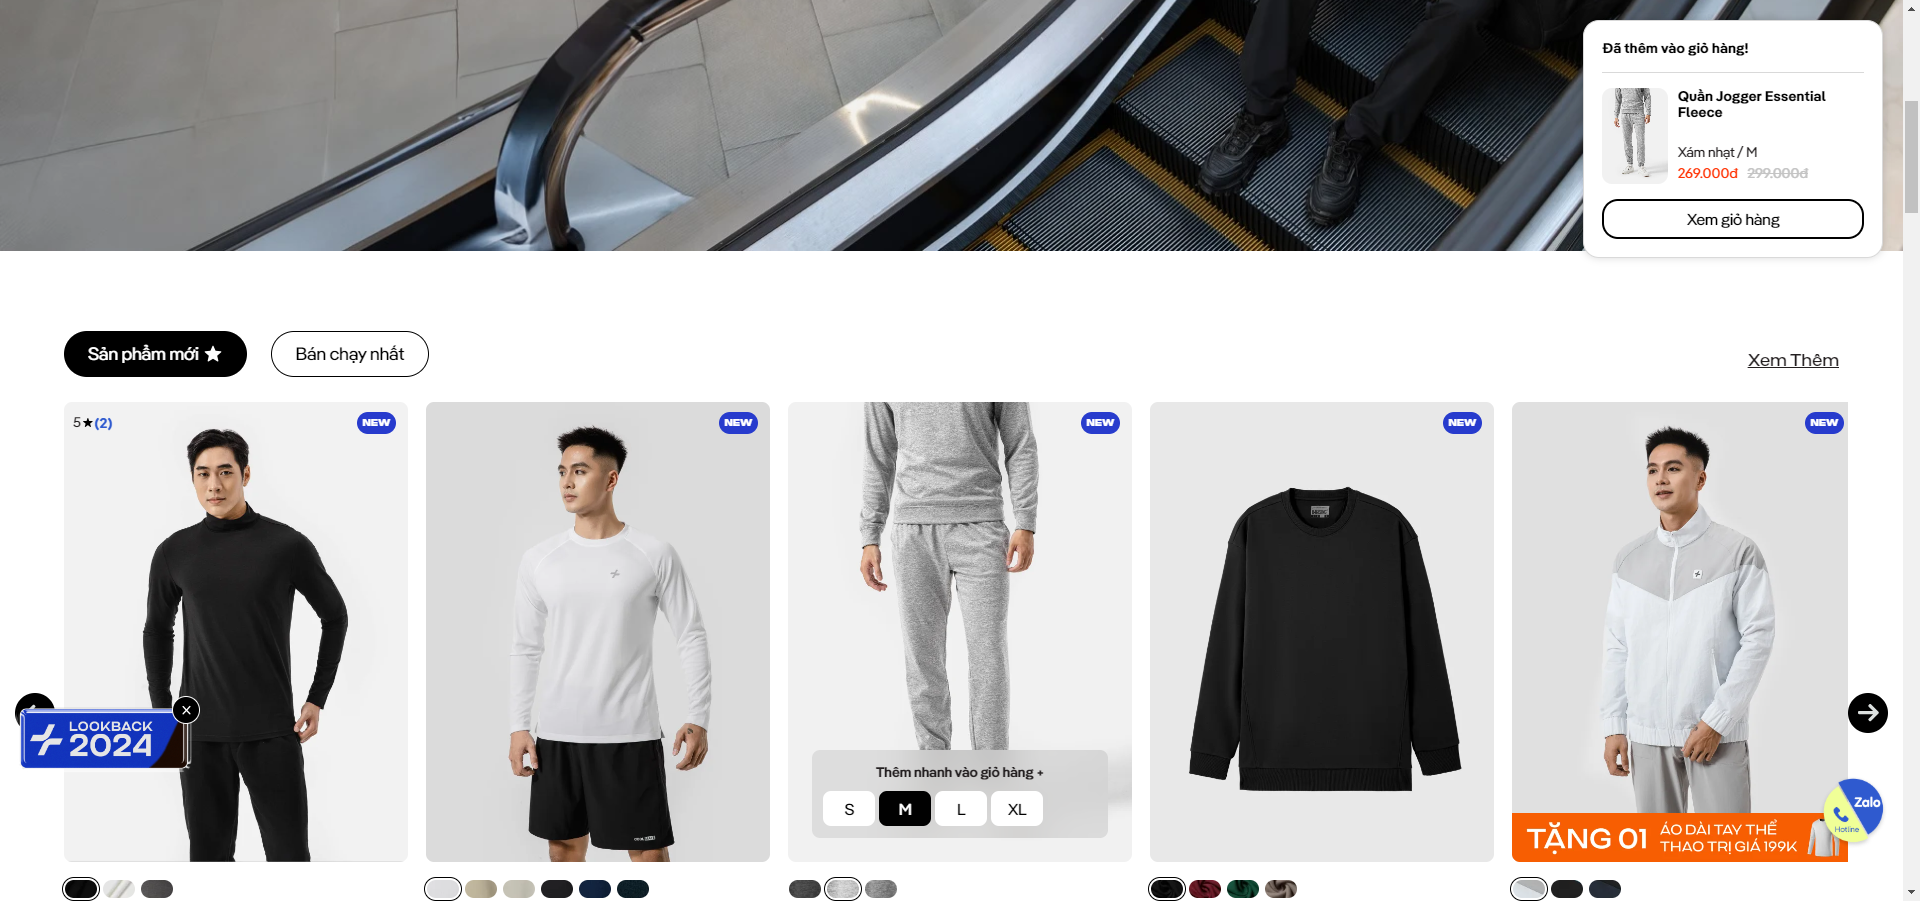 Đã thêm vào giỏ hàng!
Quần Jogger Essential
Fleece
Xám nhạt / M
269.000đ 299.000đ
Xem giỏ hàng
Sản phẩm mới ★
Bán chạy nhất
Xem Thêm
5★(2)
NEW
NEW
NEW
NEW
NEW
LOOKBACK
2024
Thêm nhanh vào giỏ hàng +
S M L XL
TẶNG 01 ÁO DÀI TAY THỂ
THAO TRỊ GIÁ 199K
Zalo
Hotline